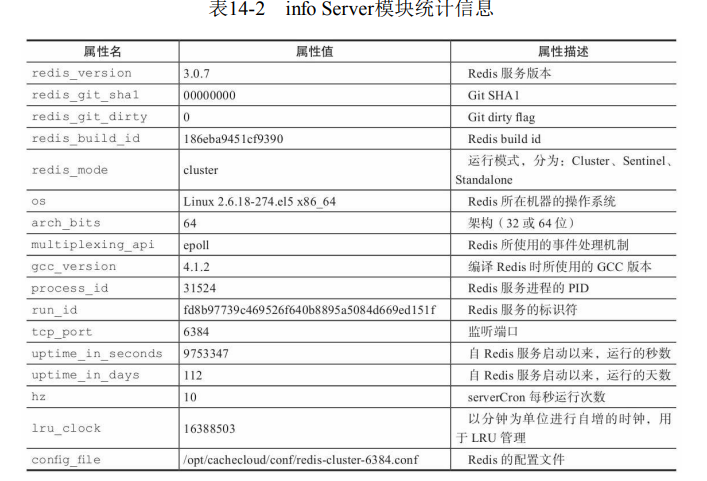 表14-2 info Server模块统计信息
属性名 属性值 属性描述
redis_version 3.0.7 Redis 服务版本
redis_git_sha1 00000000 Git SHA1
redis_git_dirty 0 Git dirty flag
redis_build_id 186eba9451cf9390 Redis build id
redis_mode cluster 运行模式，分为：Cluster、Sentinel、
Standalone
os Linux 2.6.18-274.el5 x86_64 Redis 所在机器的操作系统
arch_bits 64 架构（32 或 64 位）
multiplexing_api epoll Redis 所使用的事件处理机制
gcc_version 4.1.2 编译 Redis 时所使用的 GCC 版本
process_id 31524 Redis 服务进程的 PID
run_id fd8b97739c469526f640b8895a5084d669ed151f Redis 服务的标识符
tcp_port 6384 监听端口
uptime_in_seconds 9753347 自 Redis 服务启动以来，运行的秒数
uptime_in_days 112 自 Redis 服务启动以来，运行的天数
hz 10 serverCron 每秒运行次数
lru_clock 16388503 以分钟为单位进行自增的时钟，用
于 LRU 管理
config_file /opt/cachecloud/conf/redis-cluster-6384.conf Redis 的配置文件